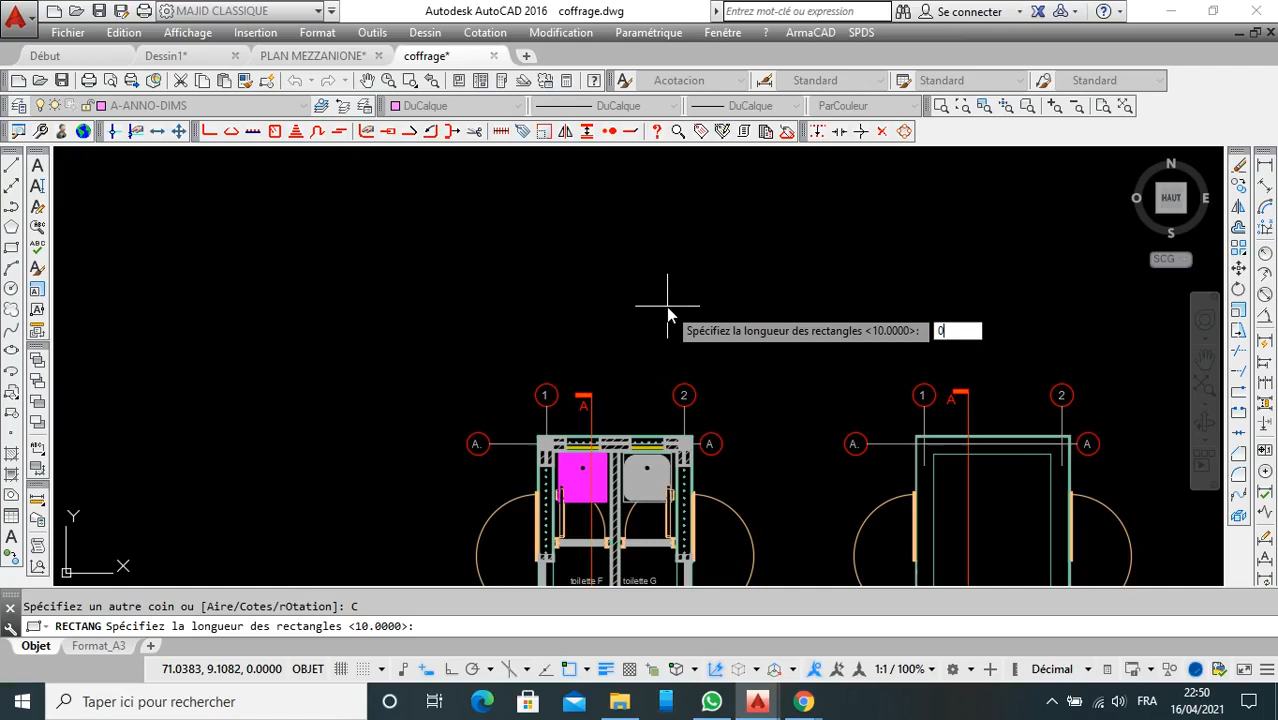 MAJID CLASSIQUE
Autodesk AutoCAD 2016 coffrage.dwg
Entrez mot-clé ou expression
Se connecter
Fichier Edition Affichage Insertion Format Outils Dessin Cotation Modification Paramétrique Fenêtre ? ArmaCAD SPDS
Début Dessin1* PLAN MEZZANIONE* coffrage*
Acotacion Standard Standard Standard
A-ANNO-DIMS DuCalque DuCalque DuCalque ParCouleur
N
O HAUT E
S
SCG
Spécifiez la longueur des rectangles <10.0000>: 0
1 A 2 1 A 2
A. A A. A
toilette F toilette G
Y
X
Spécifiez un autre coin ou [Aire/Cotes/rOtation]: C
RECTANG Spécifiez la longueur des rectangles <10.0000>:
Objet Format_A3
71.0383, 9.1082, 0.0000 OBJET 1:1 / 100% Décimal
Taper ici pour rechercher
FRA
22:50
16/04/2021